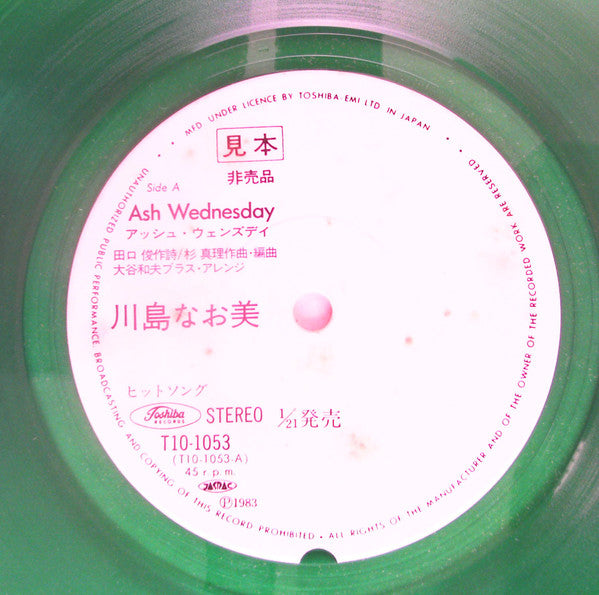 • MFD. UNDER LICENCE BY TOSHIBA-EMI LTD. IN JAPAN •
見本
非売品
Side A
Ash Wednesday
アッシュ・ウェンズデイ
田口 俊作詩/杉 真理作曲・編曲
大谷和夫ブラス・アレンジ
川島なお美
ヒットソング
Toshiba
RECORDS
STEREO
1/21発売
T10-1053
(T10-1053-A)
45 r.p.m.
JASRAC
Ⓟ1983
UNAUTHORIZED PUBLIC PERFORMANCE BROADCASTING AND COPYING OF THIS RECORD PROHIBITED • ALL RIGHTS OF THE MANUFACTURER AND OF THE OWNER OF THE RECORDED WORK ARE RESERVED